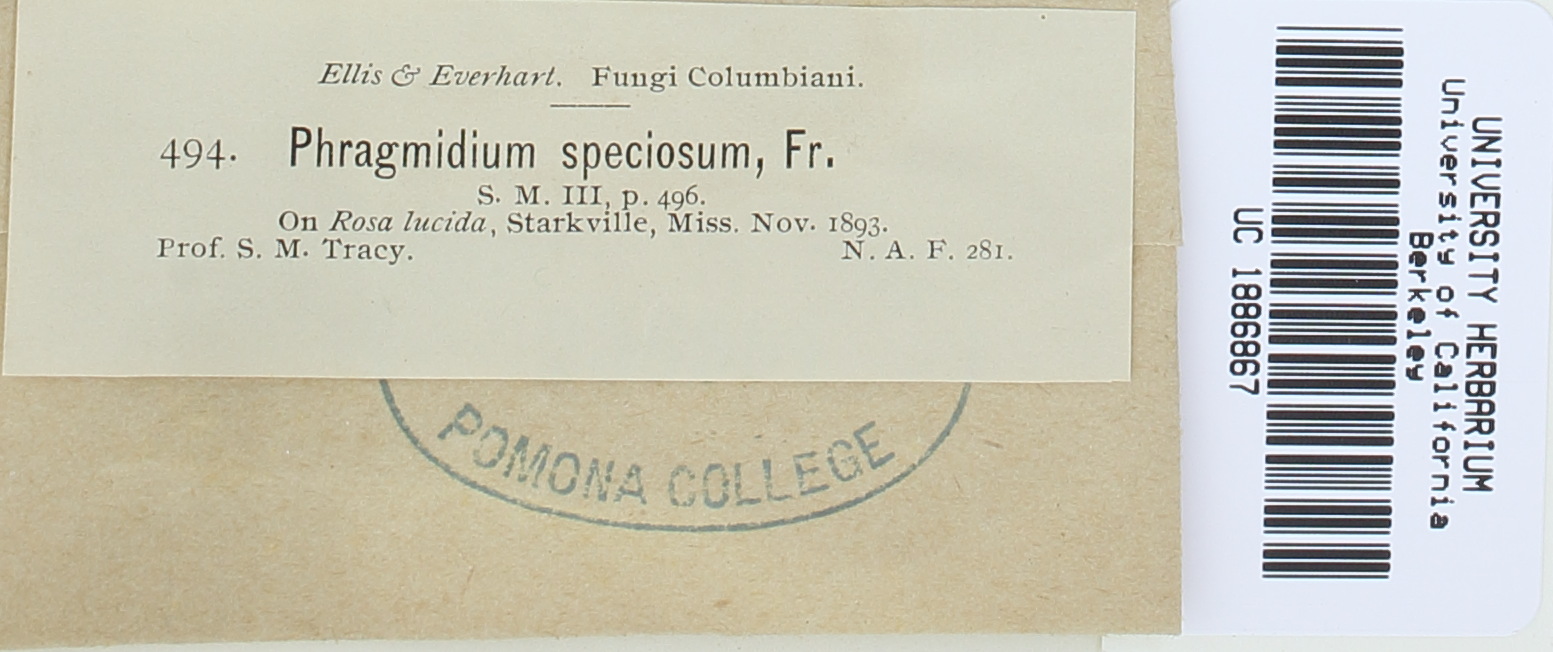 Ellis & Everhart. Fungi Columbiani.
494. Phragmidium speciosum, Fr.
S. M. III, p. 496.
On Rosa lucida, Starkville, Miss. Nov. 1893.
Prof. S. M. Tracy. N. A. F. 281.
POMONA COLLEGE
UNIVERSITY HERBARIUM
University of California
Berkeley
UC 1886867